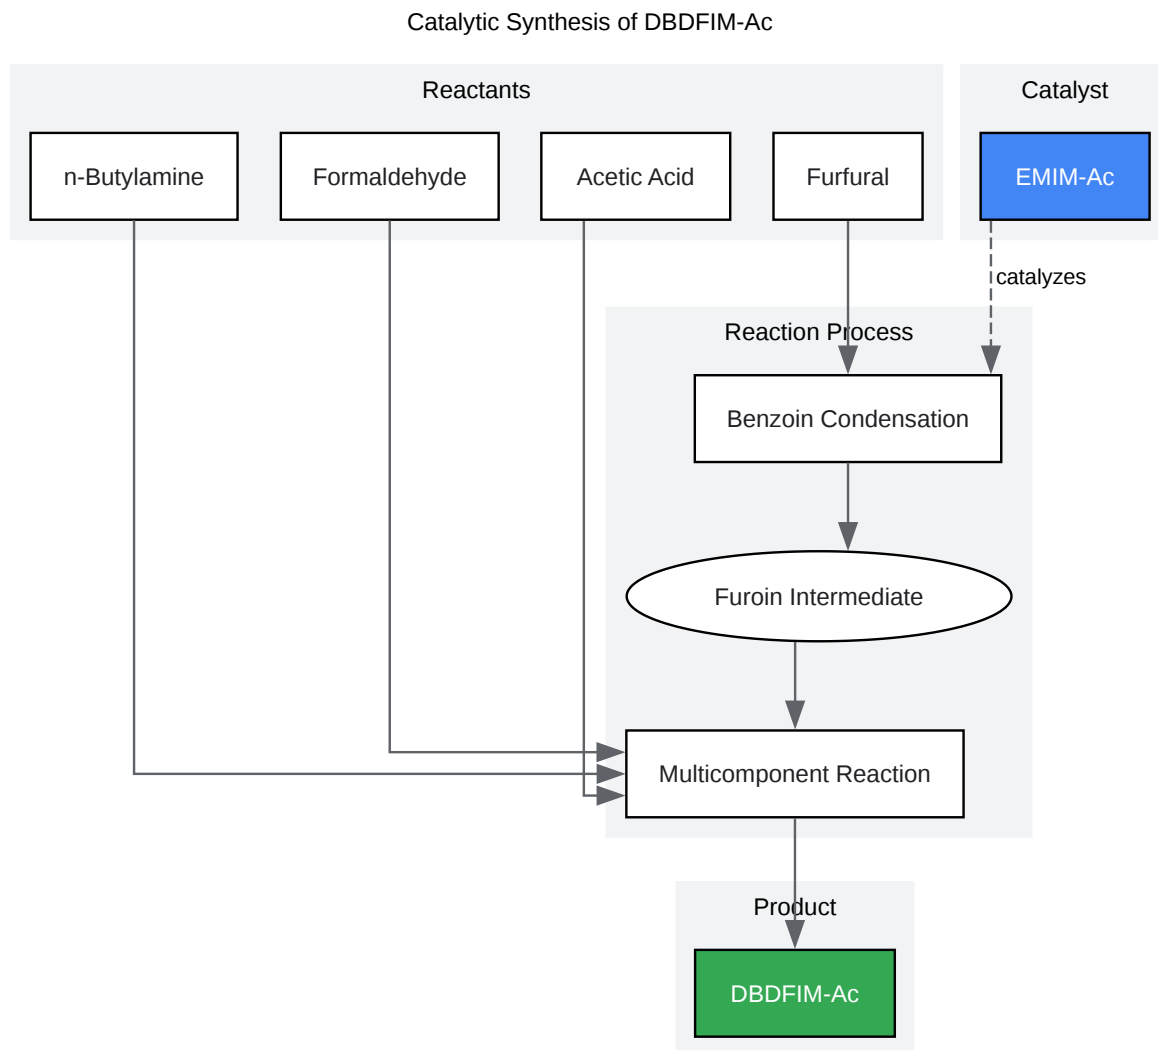 Catalytic Synthesis of DBDFIM-Ac
Reactants
Catalyst
n-Butylamine
Formaldehyde
Acetic Acid
Furfural
EMIM-Ac
catalyzes
Reaction Process
Benzoin Condensation
Furoin Intermediate
Multicomponent Reaction
Product
DBDFIM-Ac